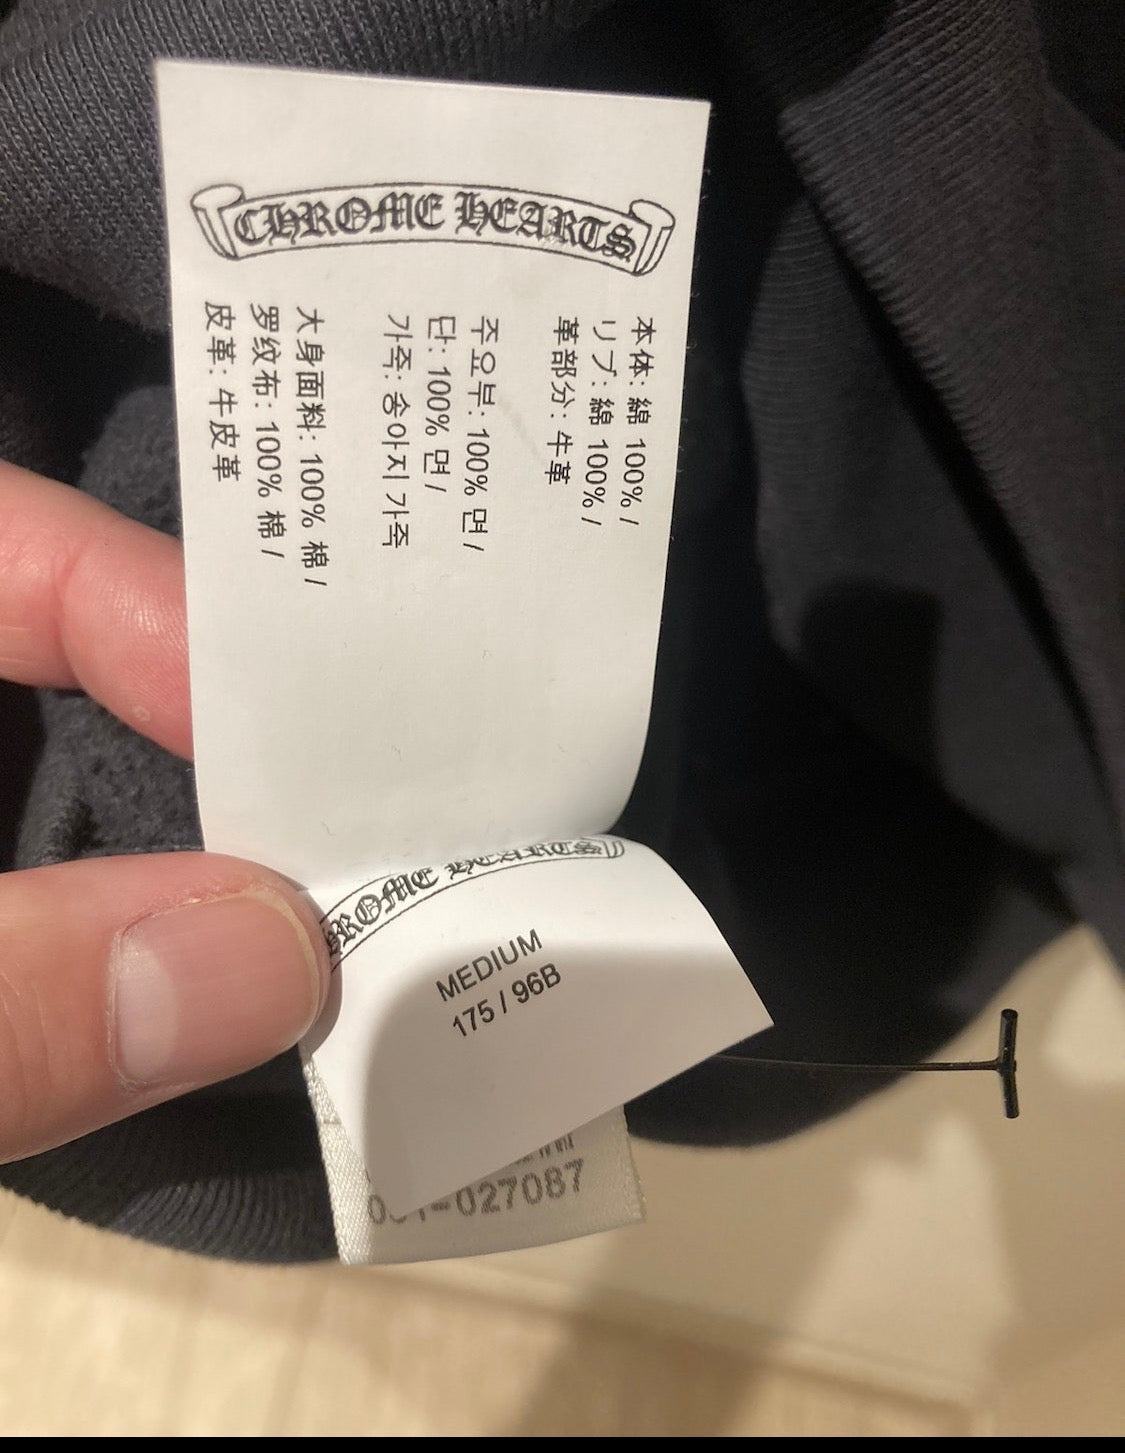 CHROME HEARTS
本体: 綿 100% /
リブ: 綿 100% /
革部分: 牛革
주요부: 100% 면 /
단: 100% 면 /
가죽: 송아지 가죽
大身面料: 100% 棉 /
罗纹布: 100% 棉 /
皮革: 牛皮革
HEARTS
MEDIUM
175 / 96B